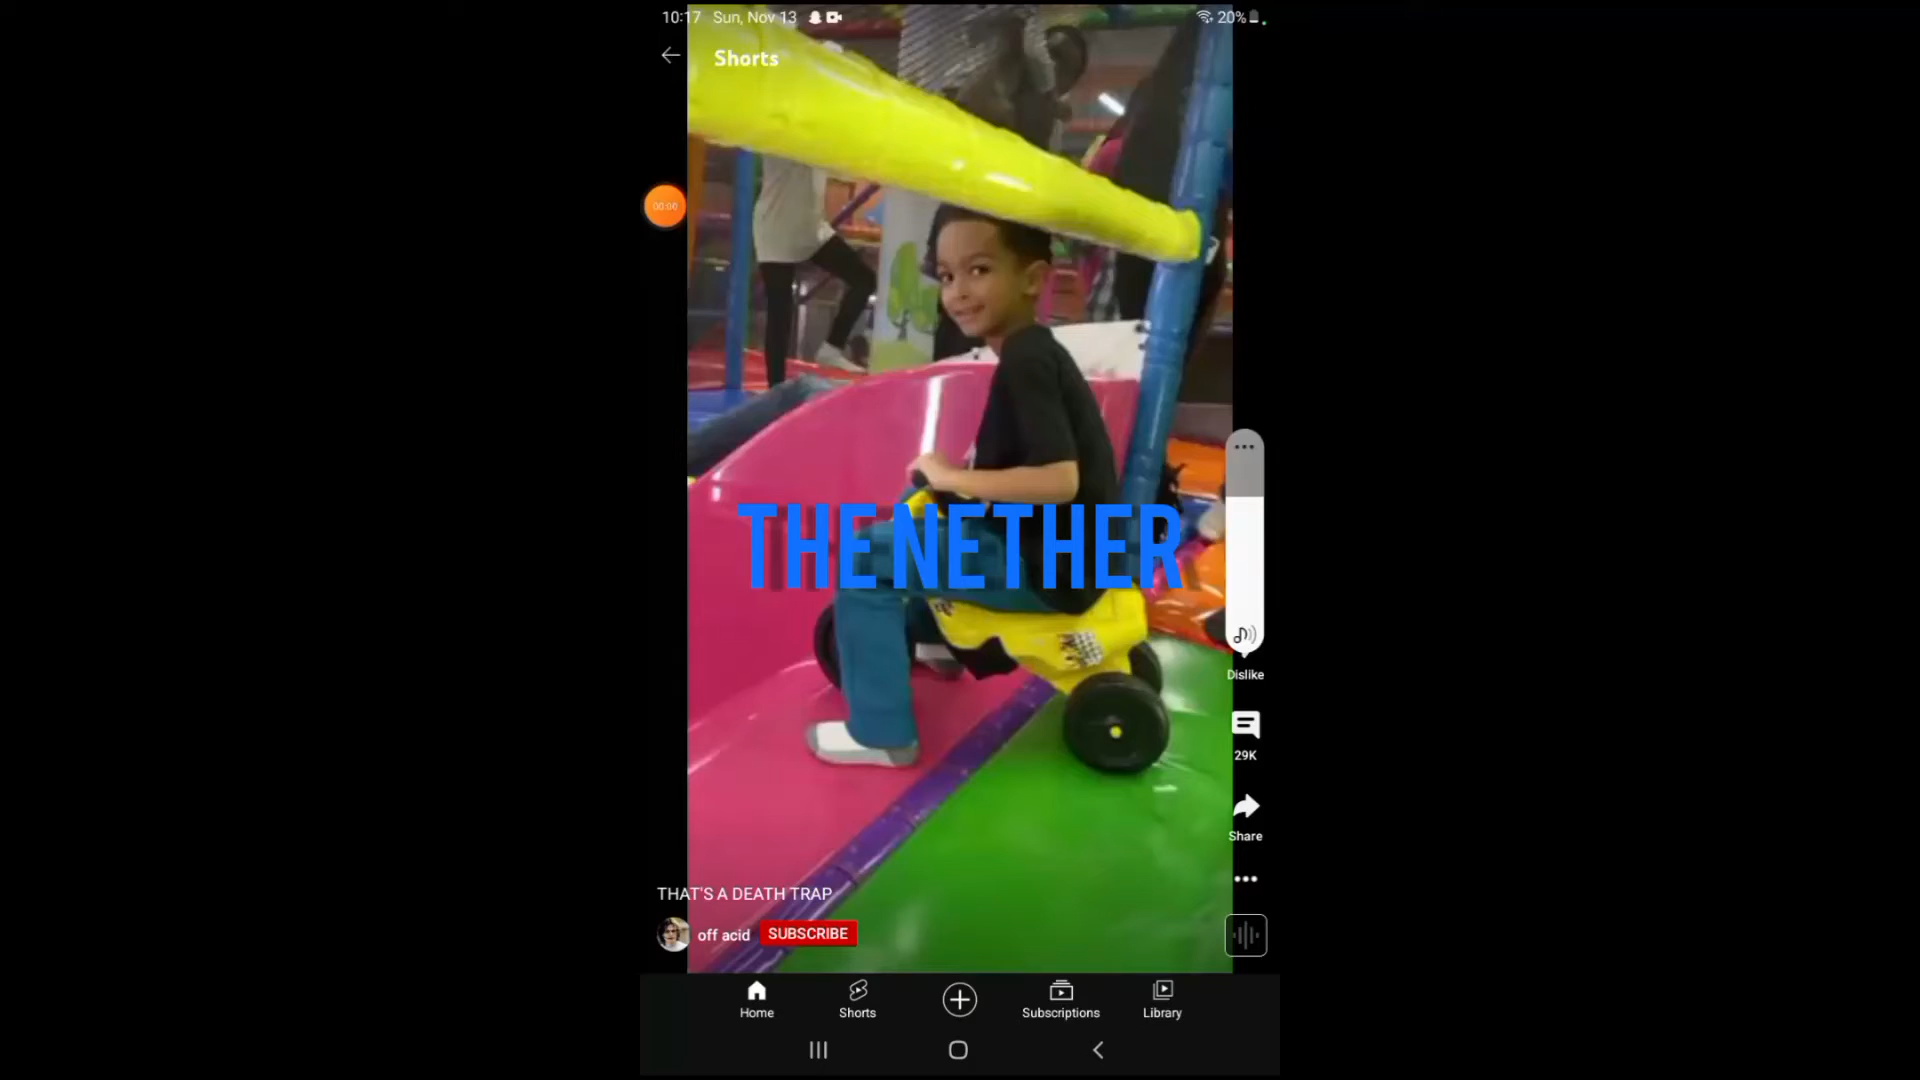 10:17 Sun, Nov 13
20%
Shorts
00:00
THE NETHER
Dislike
29K
Share
THAT'S A DEATH TRAP
off acid SUBSCRIBE
Home Shorts Subscriptions Library